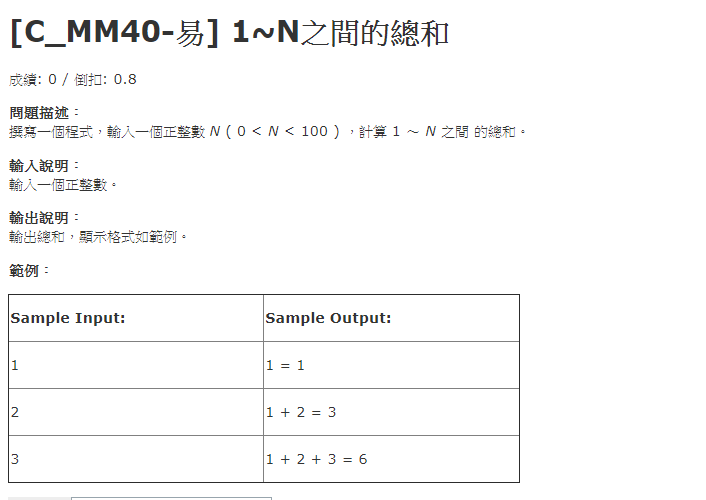 [C_MM40-易] 1~N之間的總和
成績: 0 / 倒扣: 0.8
問題描述：
撰寫一個程式，輸入一個正整數 N ( 0 < N < 100 ) ，計算 1 ～ N 之間 的總和。
輸入說明：
輸入一個正整數。
輸出說明：
輸出總和，顯示格式如範例。
範例：
Sample Input: Sample Output:
1 1 = 1
2 1 + 2 = 3
3 1 + 2 + 3 = 6